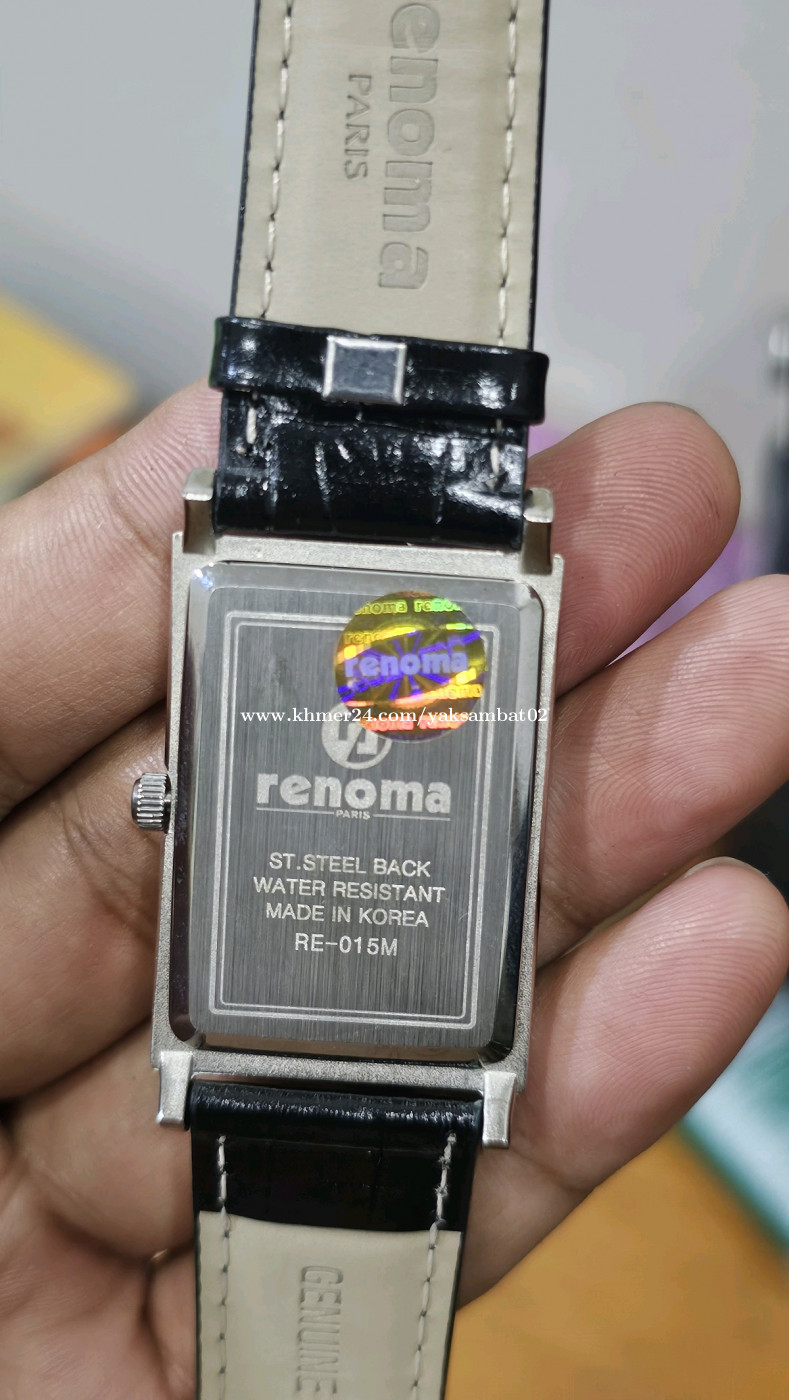 enoma
PARIS
renoma
www.khmer24.com/yaksambat02
renoma
PARIS
ST.STEEL BACK
WATER RESISTANT
MADE IN KOREA
RE-015M
GENUINE